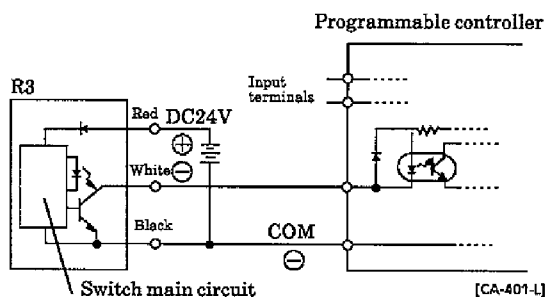 Programmable controller
Input
terminals
R3
Red
DC24V
⊕
White
⊖
Black
COM
⊖
Switch main circuit
[CA-401-L]